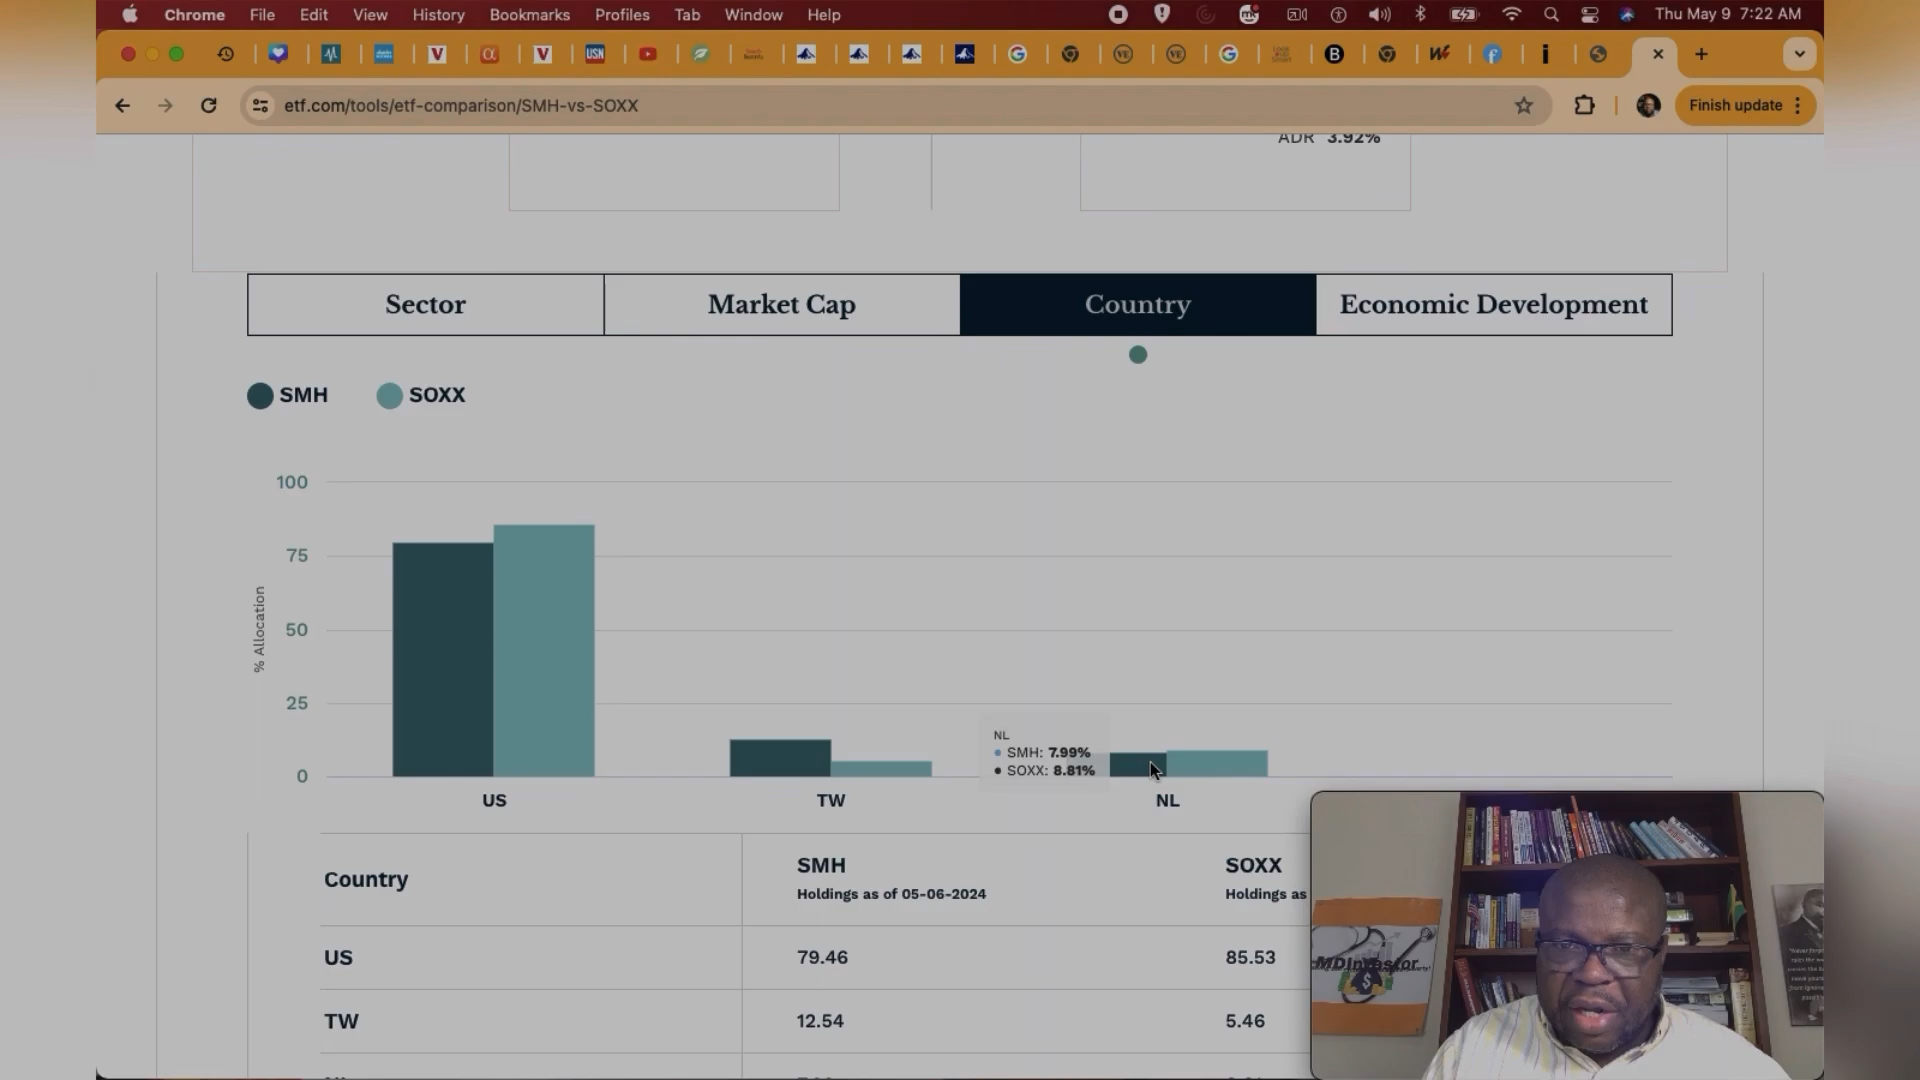 Chrome File Edit View History Bookmarks Profiles Tab Window Help Thu May 9 7:22 AM
etf.com/tools/etf-comparison/SMH-vs-SOXX Finish update
ADR 3.92%
Sector Market Cap Country Economic Development
SMH SOXX
100
75
50
25
0
% Allocation
NL
SMH: 7.99%
SOXX: 8.81%
US TW NL
Country SMH SOXX
Holdings as of 05-06-2024 Holdings as
US 79.46 85.53
TW 12.54 5.46
MDInvestor